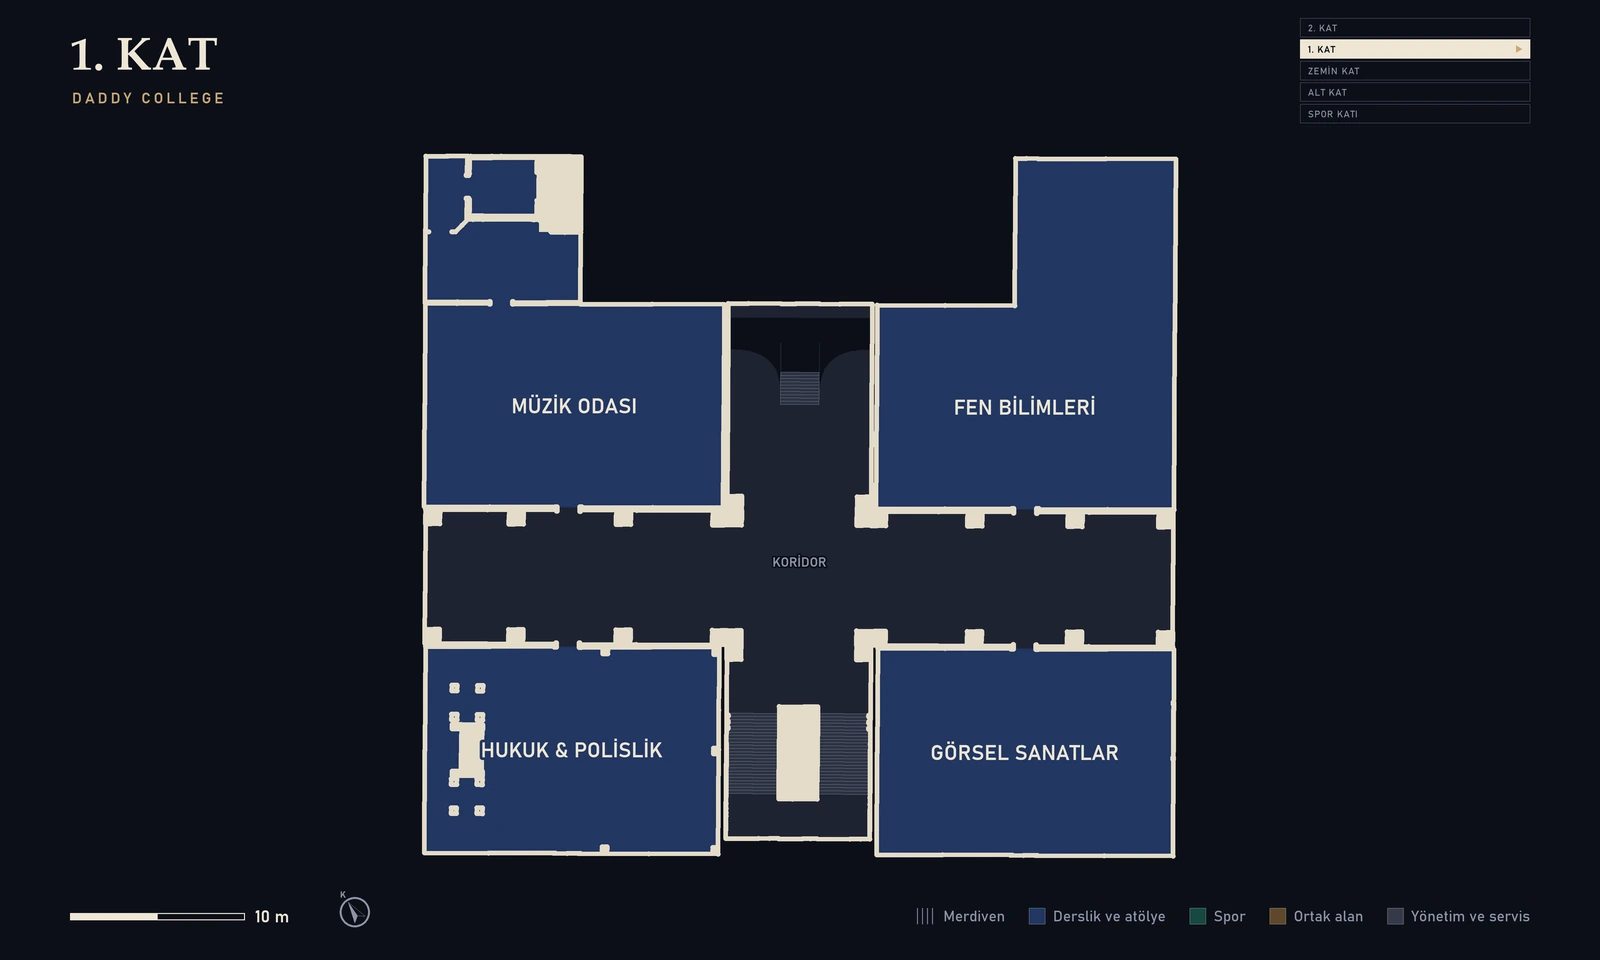 1. KAT
DADDY COLLEGE
2. KAT
1. KAT
ZEMİN KAT
ALT KAT
SPOR KATI
MÜZİK ODASI
FEN BİLİMLERİ
KORİDOR
HUKUK & POLİSLİK
GÖRSEL SANATLAR
10 m
K
Merdiven
Derslik ve atölye
Spor
Ortak alan
Yönetim ve servis